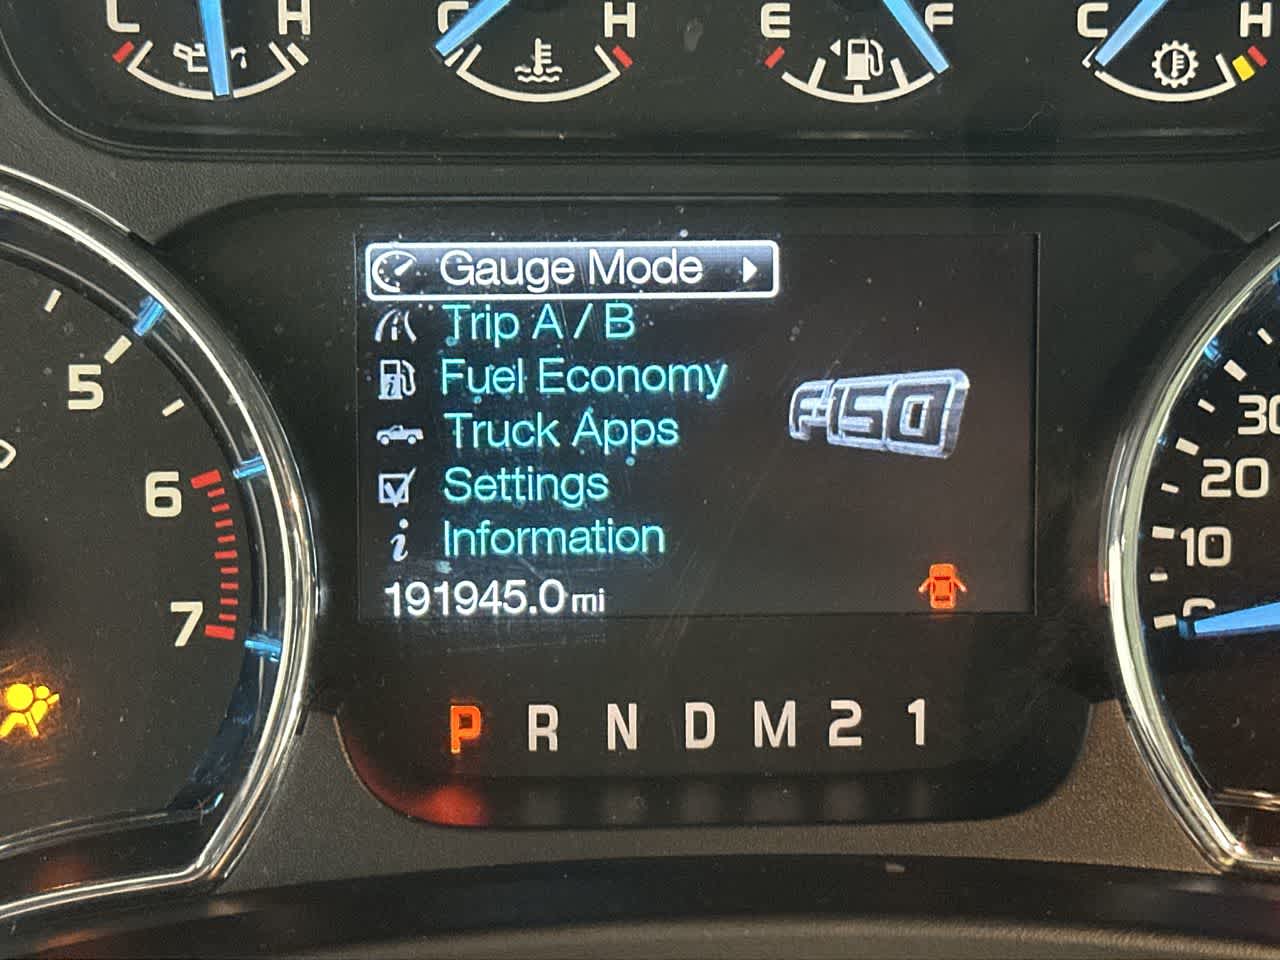 L H C H E F C H
Gauge Mode
Trip A / B
Fuel Economy
Truck Apps
Settings
Information
191945.0 mi
F-150
5
6
7
30
20
10
0
P R N D M 2 1